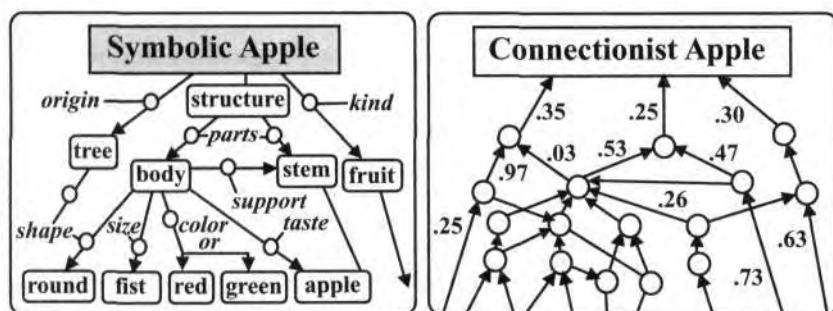 Symbolic Apple
origin
structure
kind
parts
tree
body
stem
fruit
support
shape
size
color
or
taste
round
fist
red
green
apple
Connectionist Apple
.35
.25
.30
.97
.03
.53
.47
.25
.26
.63
.73